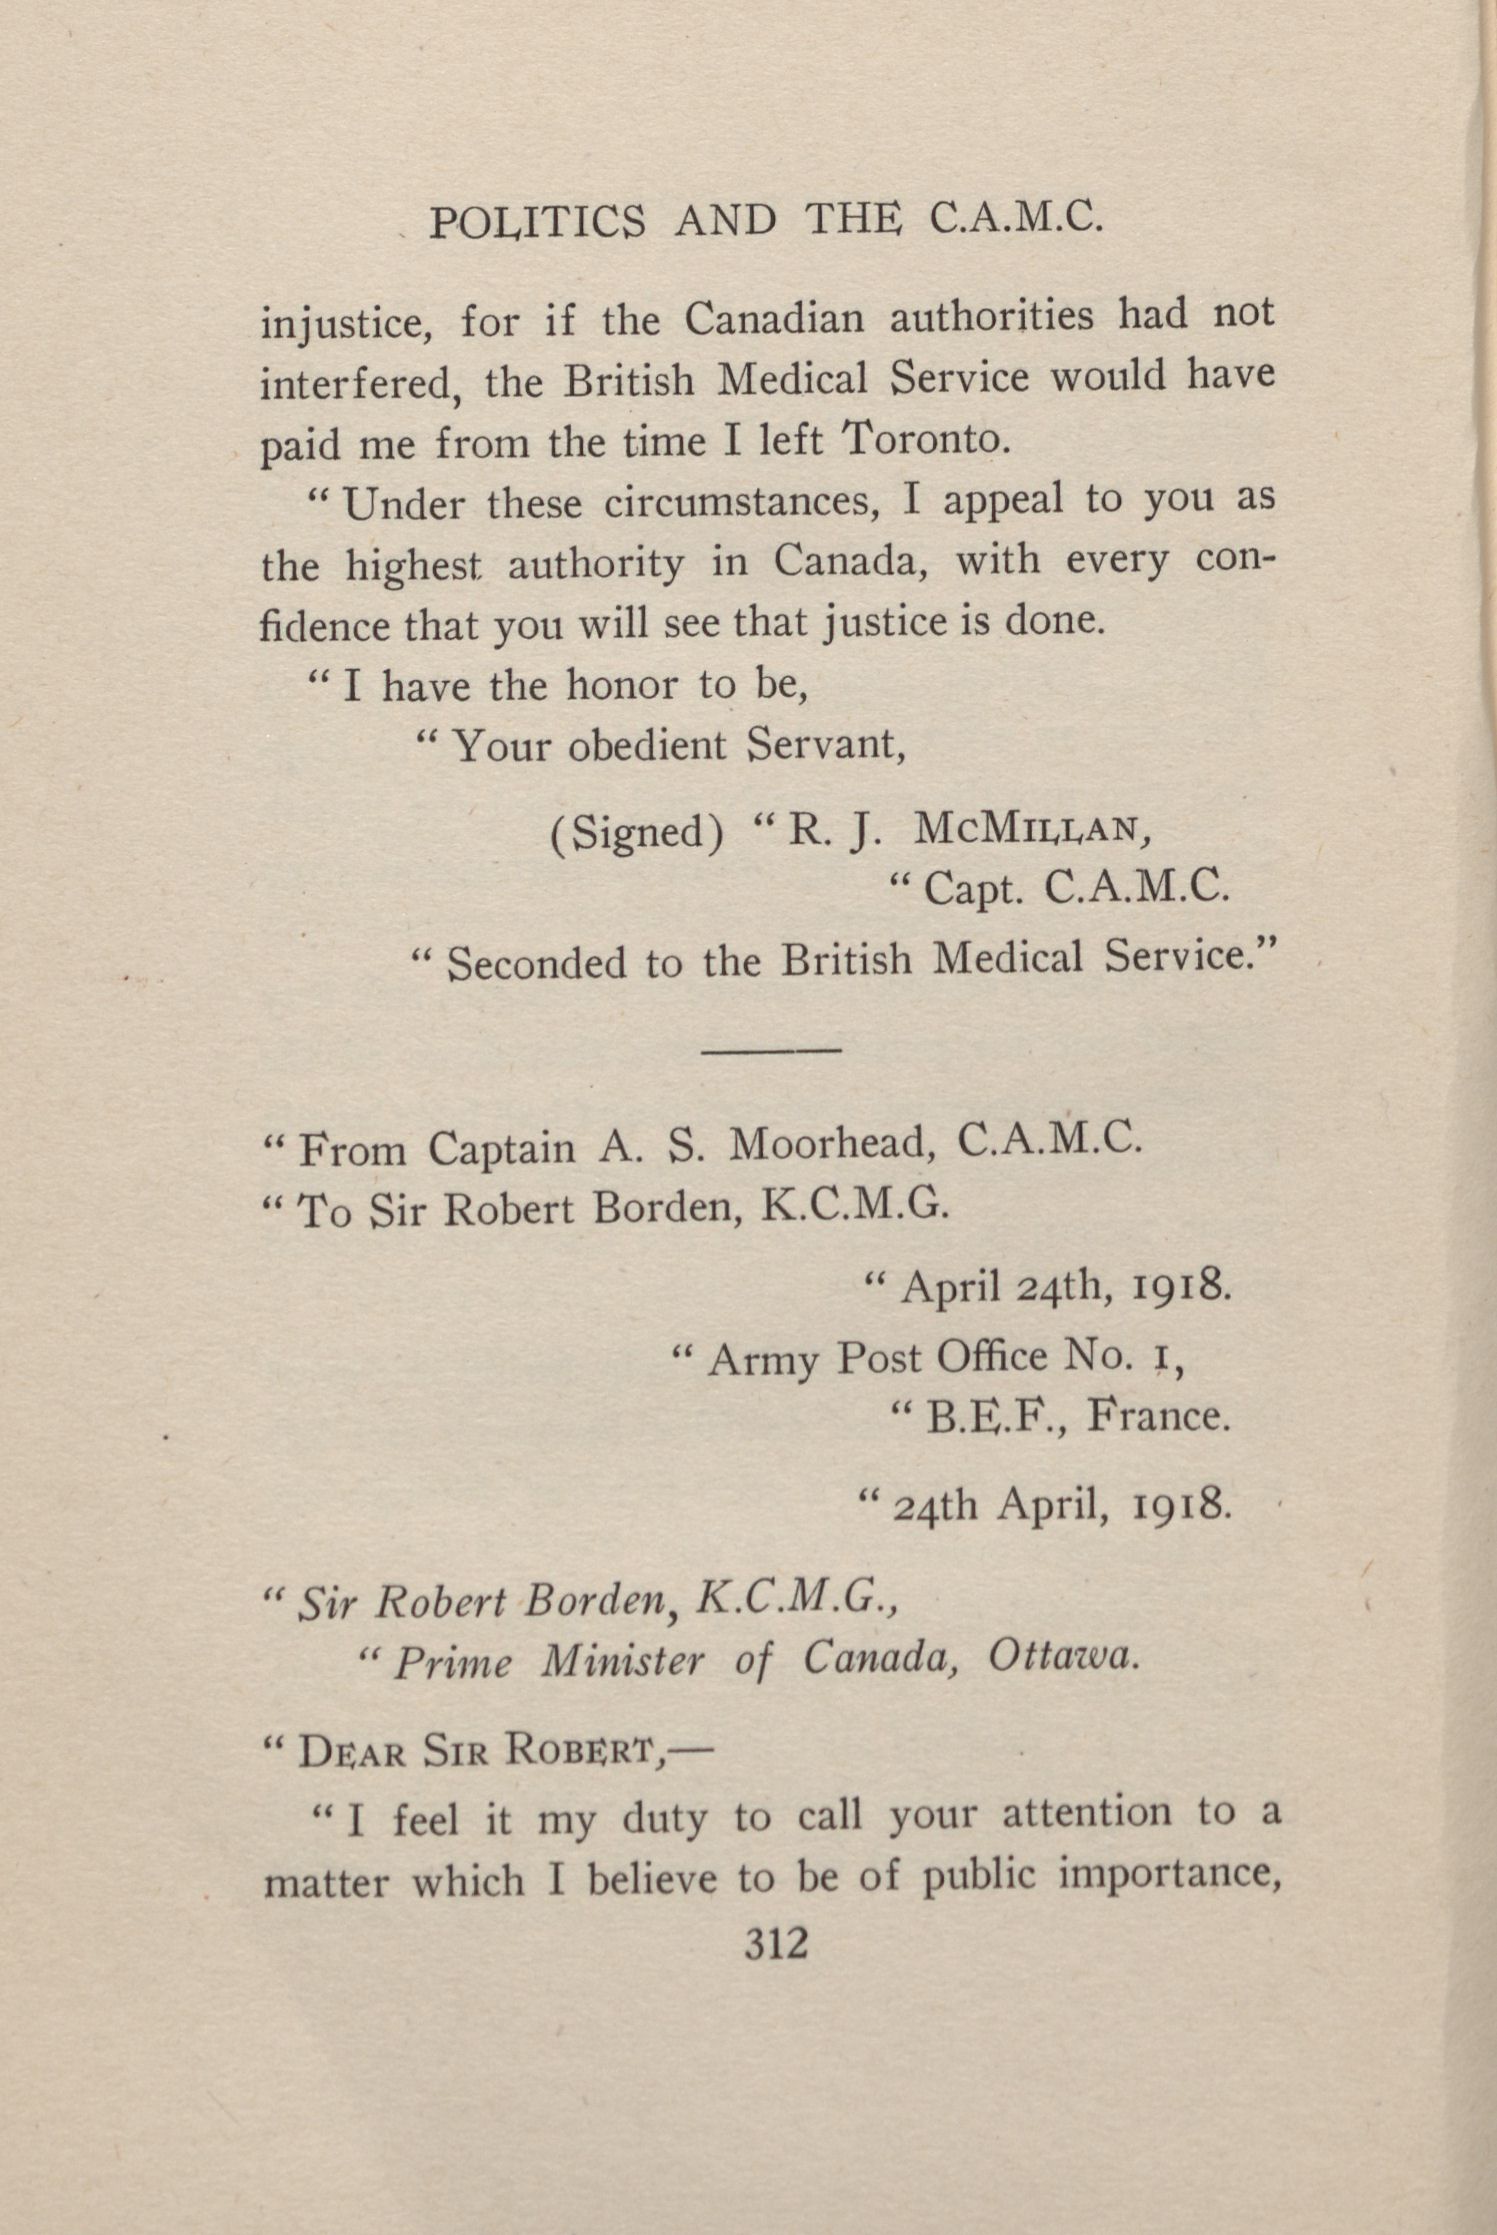 POLITICS AND THE C.A.M.C.
injustice, for if the Canadian authorities had not
interfered, the British Medical Service would have
paid me from the time I left Toronto.
“ Under these circumstances, I appeal to you as
the highest authority in Canada, with every con-
fidence that you will see that justice is done.
“ I have the honor to be,
“ Your obedient Servant,
(Signed) “ R. J. McMILLAN,
“ Capt. C.A.M.C.
“ Seconded to the British Medical Service.”
“ From Captain A. S. Moorhead, C.A.M.C.
“ To Sir Robert Borden, K.C.M.G.
“ April 24th, 1918.
“ Army Post Office No. 1,
“ B.E.F., France.
“ 24th April, 1918.
“ Sir Robert Borden, K.C.M.G.,
“ Prime Minister of Canada, Ottawa.
“ DEAR SIR ROBERT,—
“ I feel it my duty to call your attention to a
matter which I believe to be of public importance,
312